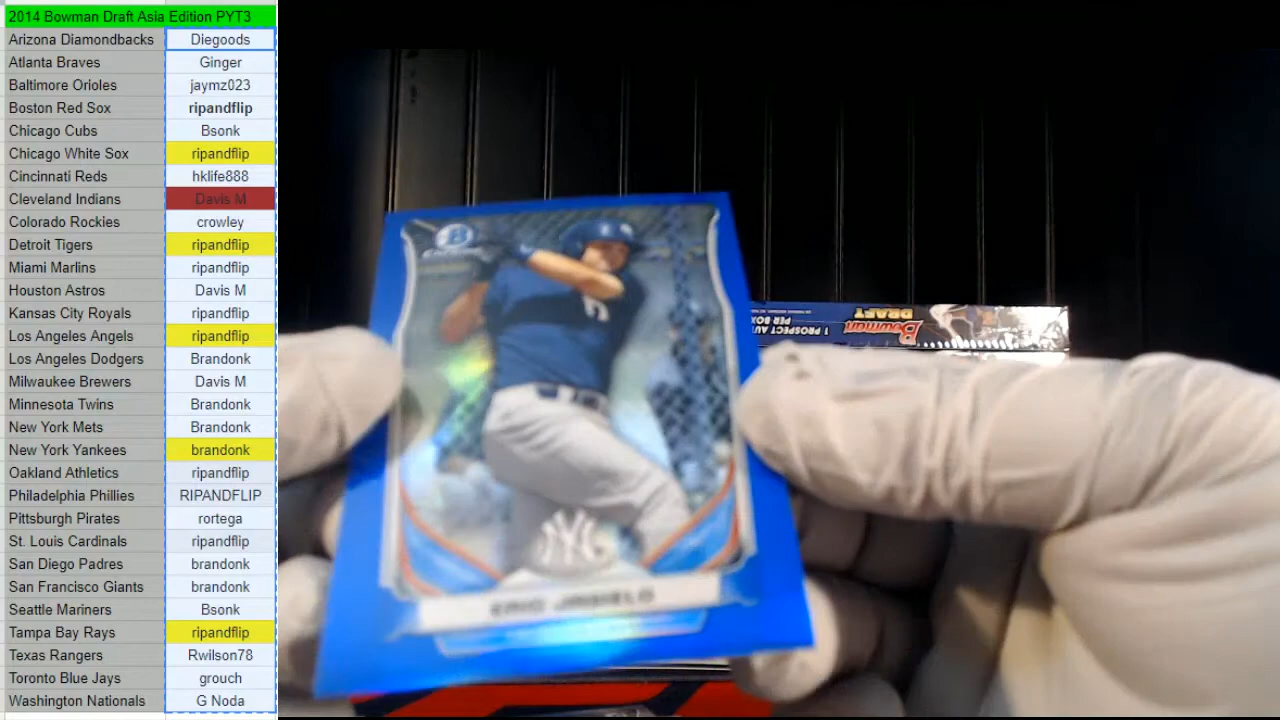 2014 Bowman Draft Asia Edition PYT3
Arizona Diamondbacks Diegoods
Atlanta Braves Ginger
Baltimore Orioles jaymz023
Boston Red Sox ripandflip
Chicago Cubs Bsonk
Chicago White Sox ripandflip
Cincinnati Reds hklife888
Cleveland Indians Davis M
Colorado Rockies crowley
Detroit Tigers ripandflip
Miami Marlins ripandflip
Houston Astros Davis M
Kansas City Royals ripandflip
Los Angeles Angels ripandflip
Los Angeles Dodgers Brandonk
Milwaukee Brewers Davis M
Minnesota Twins Brandonk
New York Mets Brandonk
New York Yankees brandonk
Oakland Athletics ripandflip
Philadelphia Phillies RIPANDFLIP
Pittsburgh Pirates rortega
St. Louis Cardinals ripandflip
San Diego Padres brandonk
San Francisco Giants brandonk
Seattle Mariners Bsonk
Tampa Bay Rays ripandflip
Texas Rangers Rwilson78
Toronto Blue Jays grouch
Washington Nationals G Noda
B
NY
ERIC JAGIELO
Bowman
DRAFT
1 PROSPECT AUT
PER BOX